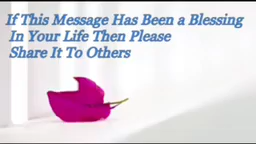 If This Message Has Been a Blessing
In Your Life Then Please
Share It To Others